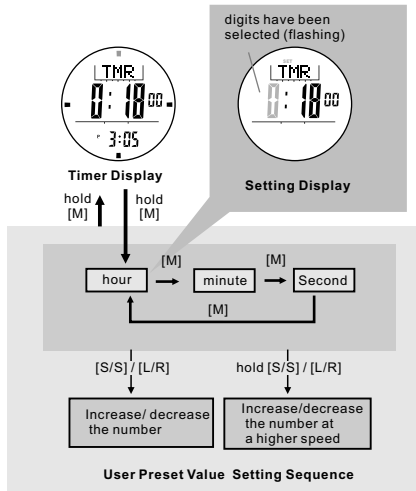 digits have been
selected (flashing)
TMR
0: 18 00
P 3:05
Timer Display
SET
TMR
0: 18 00
Setting Display
hold
[M]
hold
[M]
hour
[M]
minute
[M]
Second
[M]
[S/S] / [L/R]
hold [S/S] / [L/R]
Increase/ decrease
the number
Increase/decrease
the number at
a higher speed
User Preset Value Setting Sequence